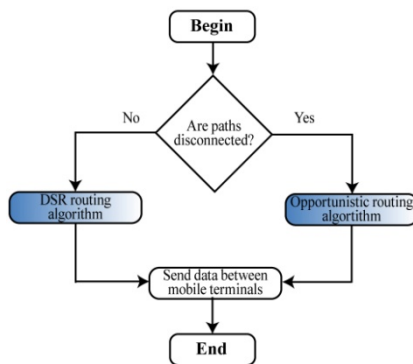 Begin
Are paths
disconnected?
No
Yes
DSR routing
algorithm
Opportunistic routing
algortithm
Send data between
mobile terminals
End